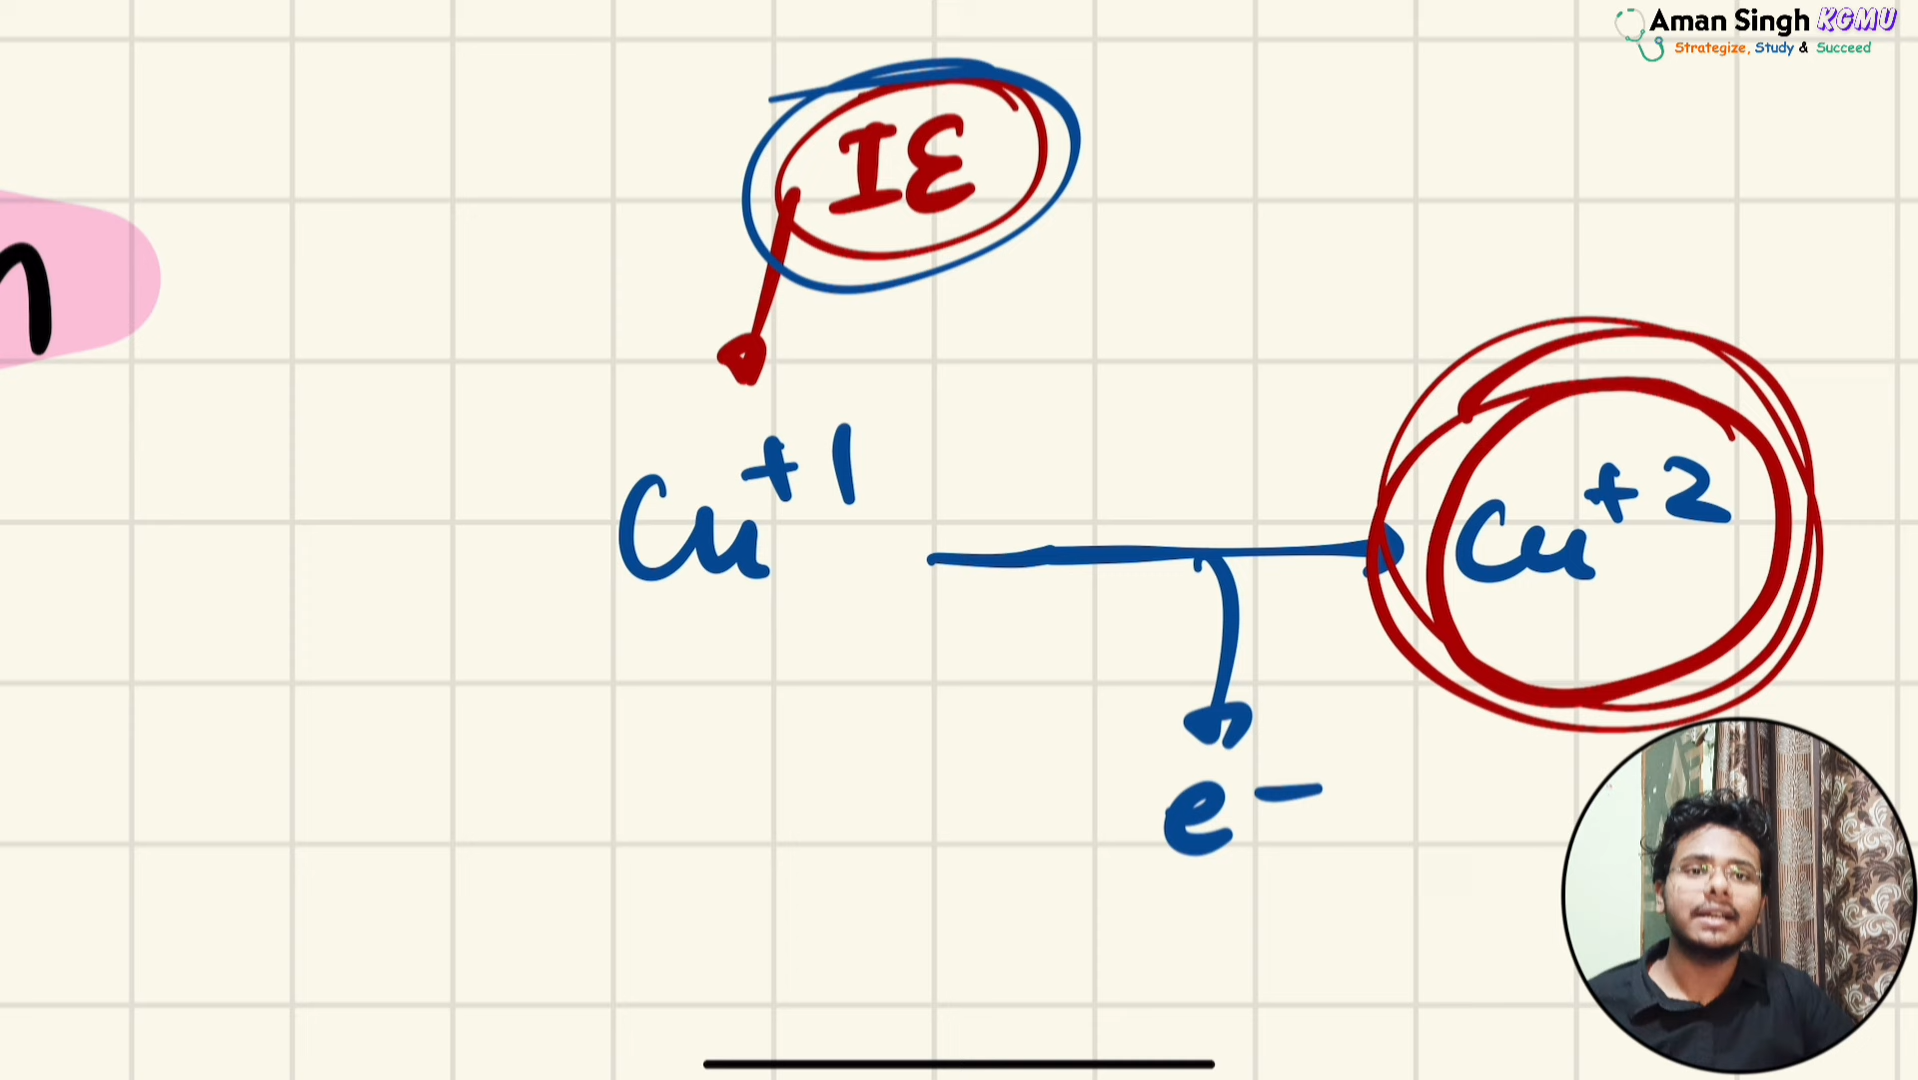 Aman Singh KGMU
Strategize, Study & Succeed
IE
n
Cu+1
Cu+2
e-